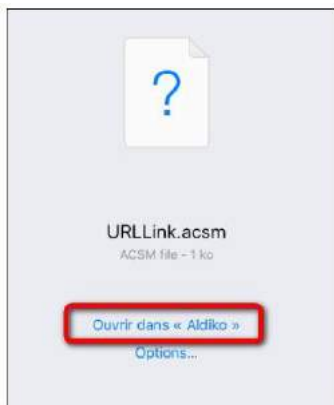 ?
URLLink.acsm
ACSM file - 1 ko
Ouvrir dans « Aldiko »
Options...